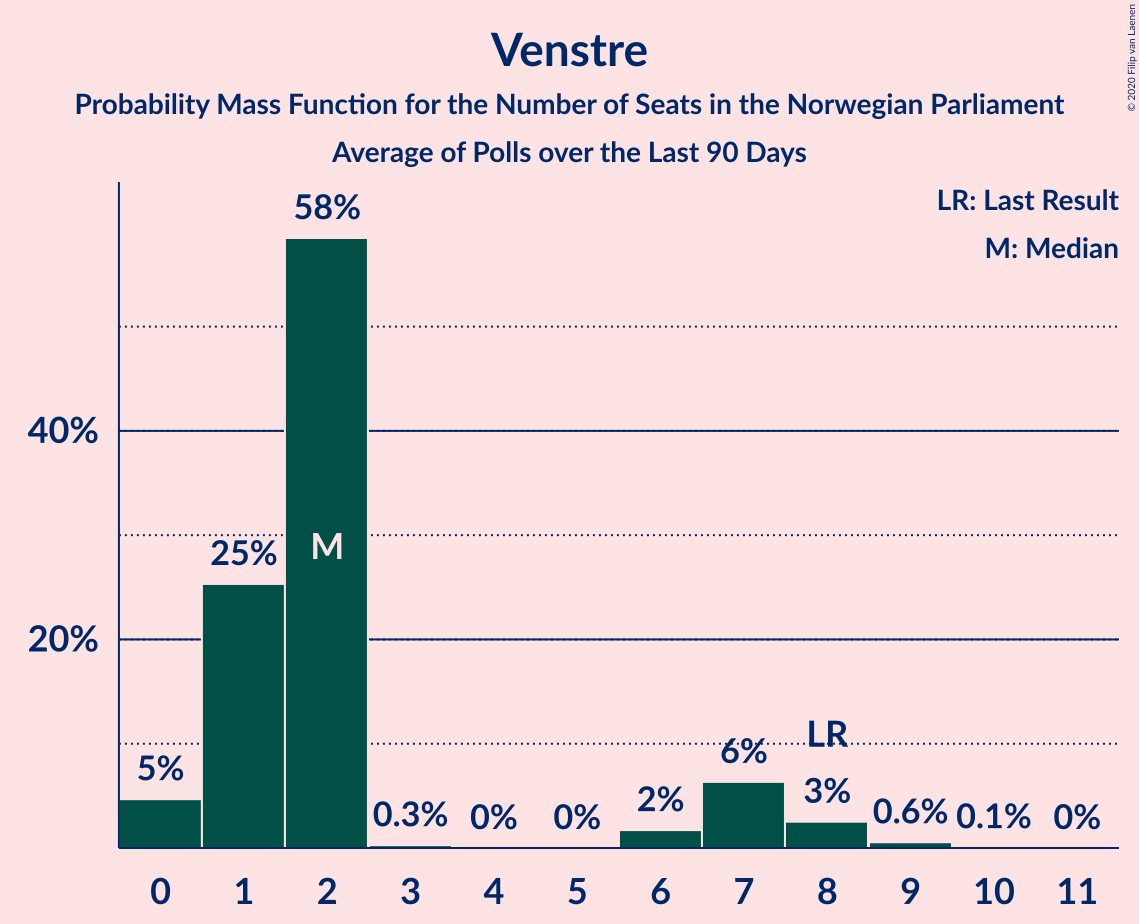 Venstre
Probability Mass Function for the Number of Seats in the Norwegian Parliament
Average of Polls over the Last 90 Days
© 2020 Filip van Laenen
LR: Last Result
M: Median
58%
40%
25%
M
20%
5%
0.3%
0%
0%
2%
6%
LR
3%
0.6%
0.1%
0%
0 1 2 3 4 5 6 7 8 9 10 11